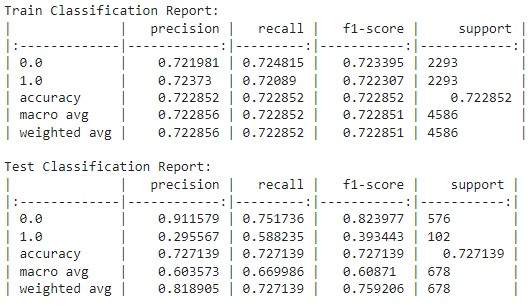 Train Classification Report:
|              |   precision |   recall |   f1-score |     support |
|:-------------|------------:|---------:|-----------:|------------:|
| 0.0          |    0.721981 | 0.724815 |   0.723395 | 2293        |
| 1.0          |    0.72373  | 0.72089  |   0.722307 | 2293        |
| accuracy     |    0.722852 | 0.722852 |   0.722852 |    0.722852 |
| macro avg    |    0.722856 | 0.722852 |   0.722851 | 4586        |
| weighted avg |    0.722856 | 0.722852 |   0.722851 | 4586        |
Test Classification Report:
|              |   precision |   recall |   f1-score |     support |
|:-------------|------------:|---------:|-----------:|------------:|
| 0.0          |    0.911579 | 0.751736 |   0.823977 | 576         |
| 1.0          |    0.295567 | 0.588235 |   0.393443 | 102         |
| accuracy     |    0.727139 | 0.727139 |   0.727139 |    0.727139 |
| macro avg    |    0.603573 | 0.669986 |   0.60871  | 678         |
| weighted avg |    0.818905 | 0.727139 |   0.759206 | 678         |